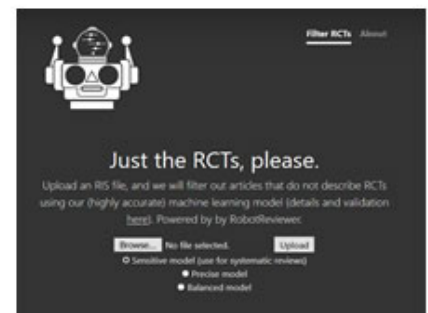 Filter RCTs About
Just the RCTs, please.
Upload an RIS file, and we will filter out articles that do not describe RCTs
using our (highly accurate) machine learning model (details and validation
here). Powered by by RobotReviewer.
Browse... No file selected. Upload
Sensitive model (use for systematic reviews)
Precise model
Balanced model